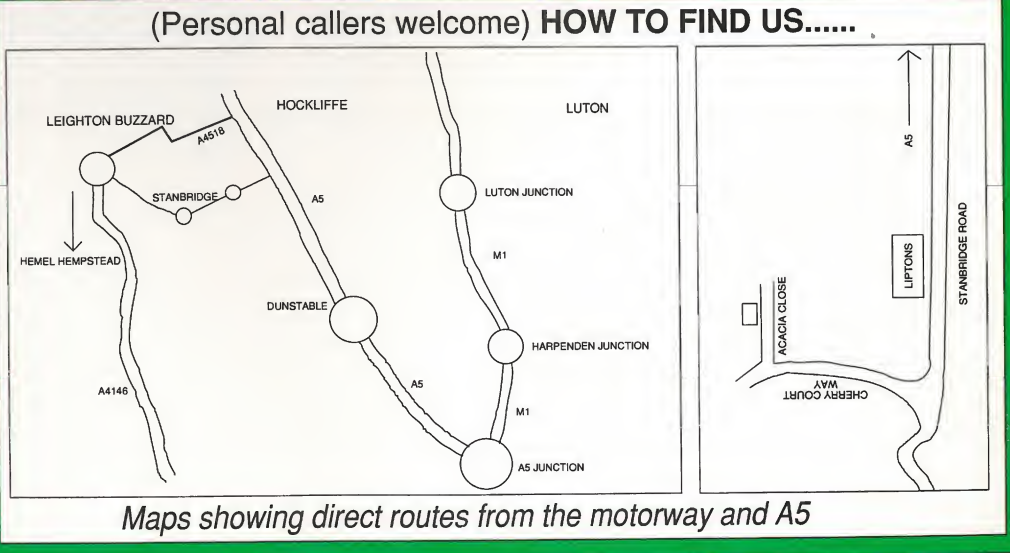 (Personal callers welcome) HOW TO FIND US......
HOCKLIFFE
LUTON
LEIGHTON BUZZARD
A4518
STANBRIDGE
A5
LUTON JUNCTION
M1
HEMEL HEMPSTEAD
DUNSTABLE
HARPENDEN JUNCTION
A4146
A5
M1
A5 JUNCTION
A5
STANBRIDGE ROAD
LIPTONS
ACACIA CLOSE
CHERRY COURT
WAY
Maps showing direct routes from the motorway and A5